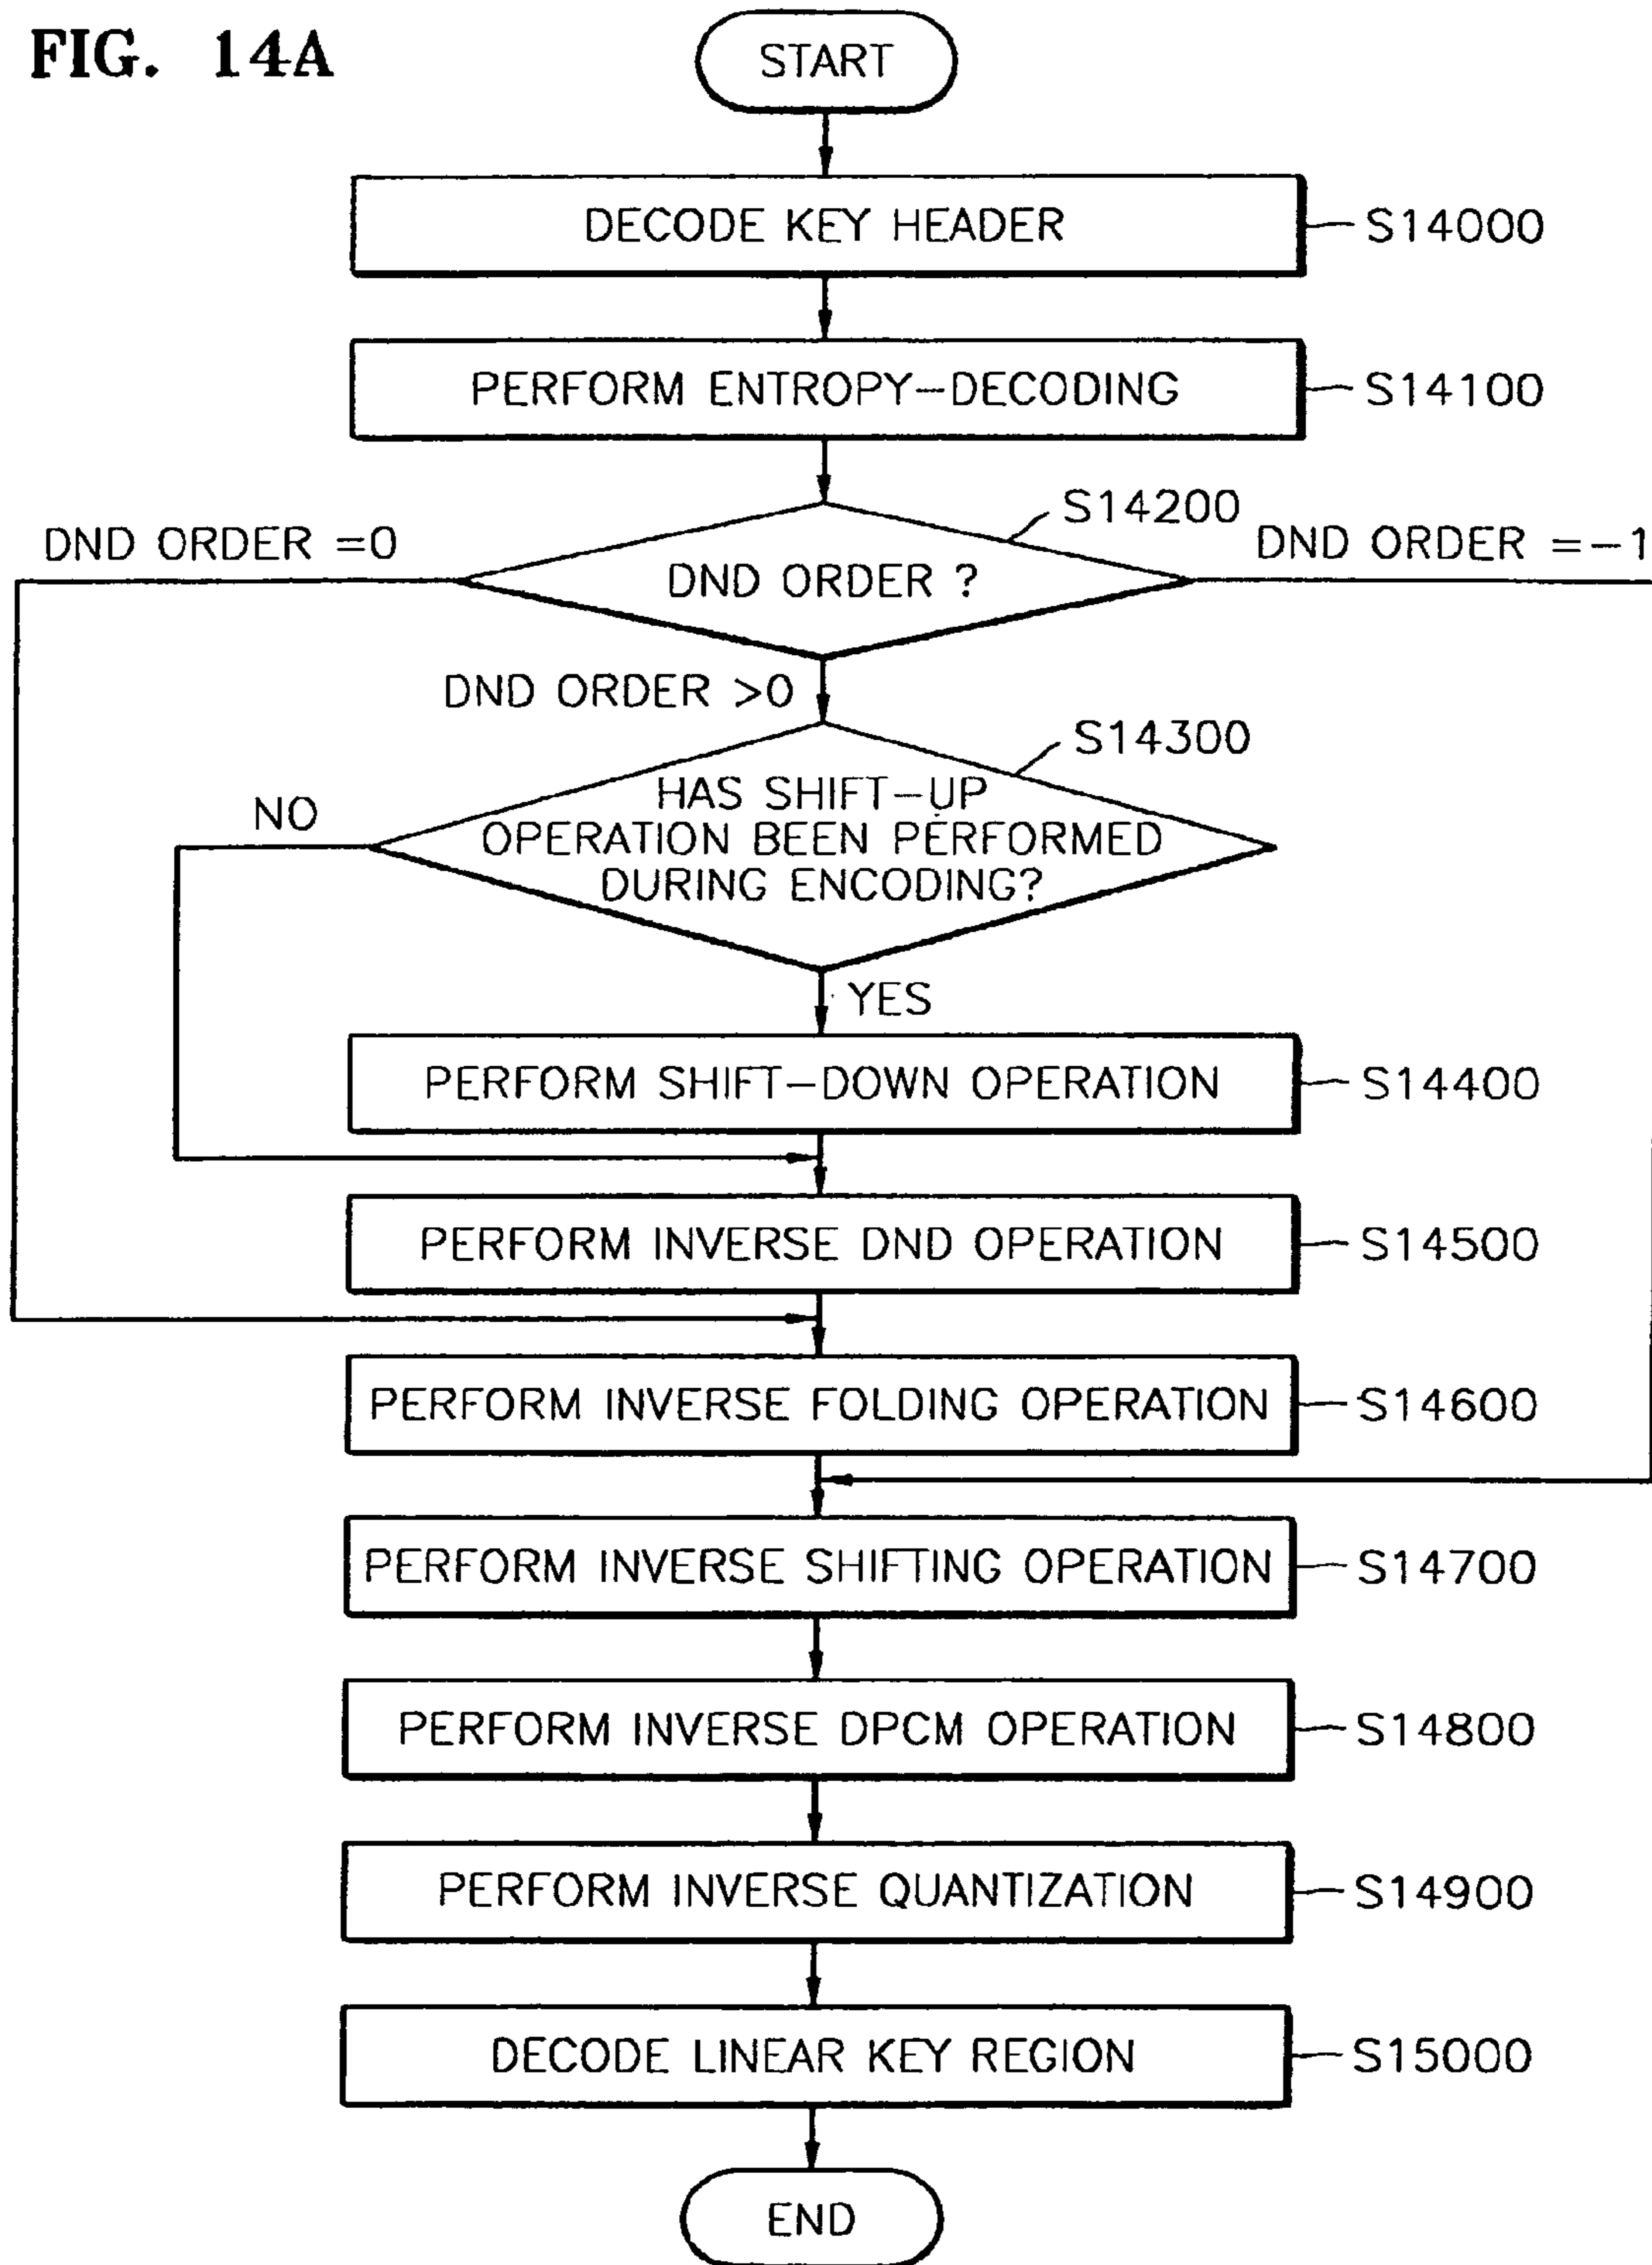 FIG. 14A
START
DECODE KEY HEADER
S14000
PERFORM ENTROPY-DECODING
S14100
S14200
DND ORDER =0
DND ORDER =-1
DND ORDER ?
DND ORDER >0
S14300
HAS SHIFT-UP
OPERATION BEEN PERFORMED
DURING ENCODING?
NO
YES
PERFORM SHIFT-DOWN OPERATION
S14400
PERFORM INVERSE DND OPERATION
S14500
PERFORM INVERSE FOLDING OPERATION
S14600
PERFORM INVERSE SHIFTING OPERATION
S14700
PERFORM INVERSE DPCM OPERATION
S14800
PERFORM INVERSE QUANTIZATION
S14900
DECODE LINEAR KEY REGION
S15000
END